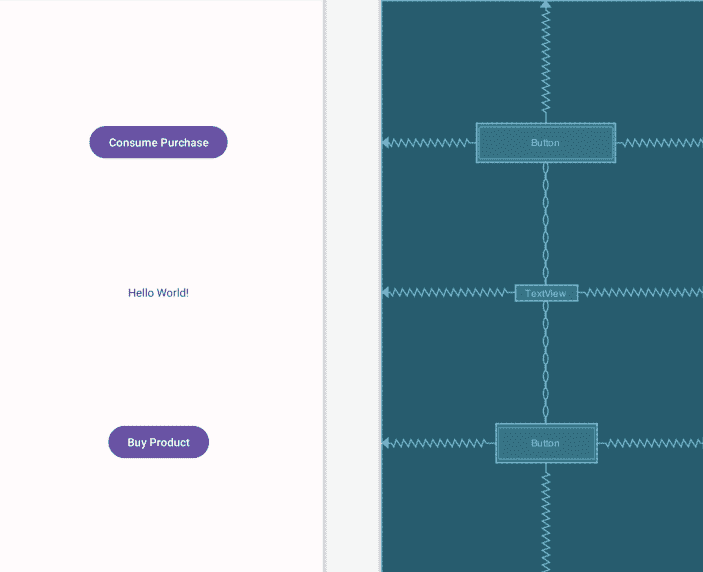 Consume Purchase
Hello World!
Buy Product
Button
TextView
Button